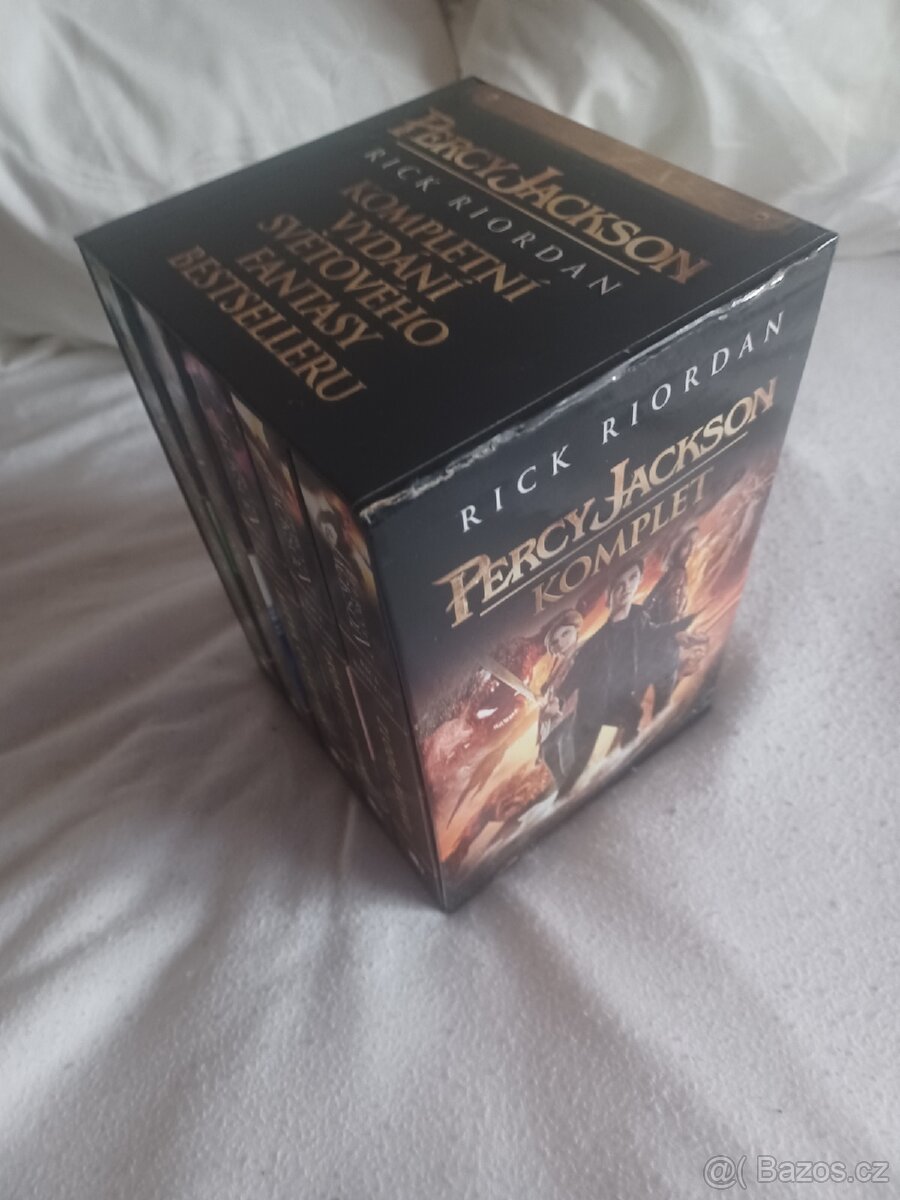 PERCY JACKSON
RICK RIORDAN
KOMPLETNÍ
VYDÁNÍ
SVĚTOVÉHO
FANTASY
BESTSELLERU
RICK RIORDAN
PERCY JACKSON
KOMPLET
@( Bazos.cz